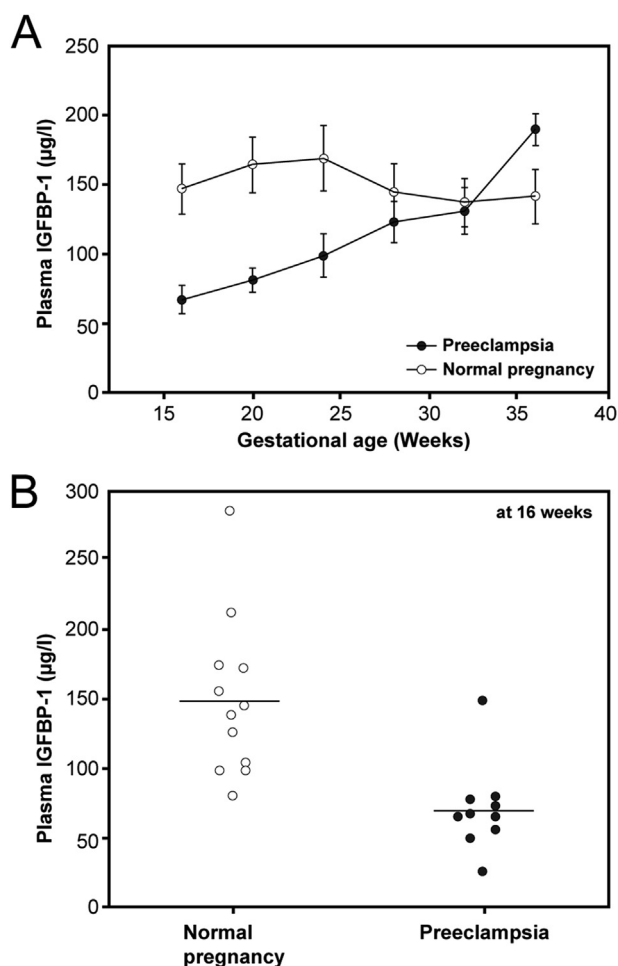 A
250
200
150
100
50
0
Plasma IGFBP-1 (µg/l)
Preeclampsia
Normal pregnancy
15 20 25 30 35 40
Gestational age (Weeks)
B
300
250
200
150
100
50
0
Plasma IGFBP-1 (µg/l)
at 16 weeks
Normal
pregnancy
Preeclampsia